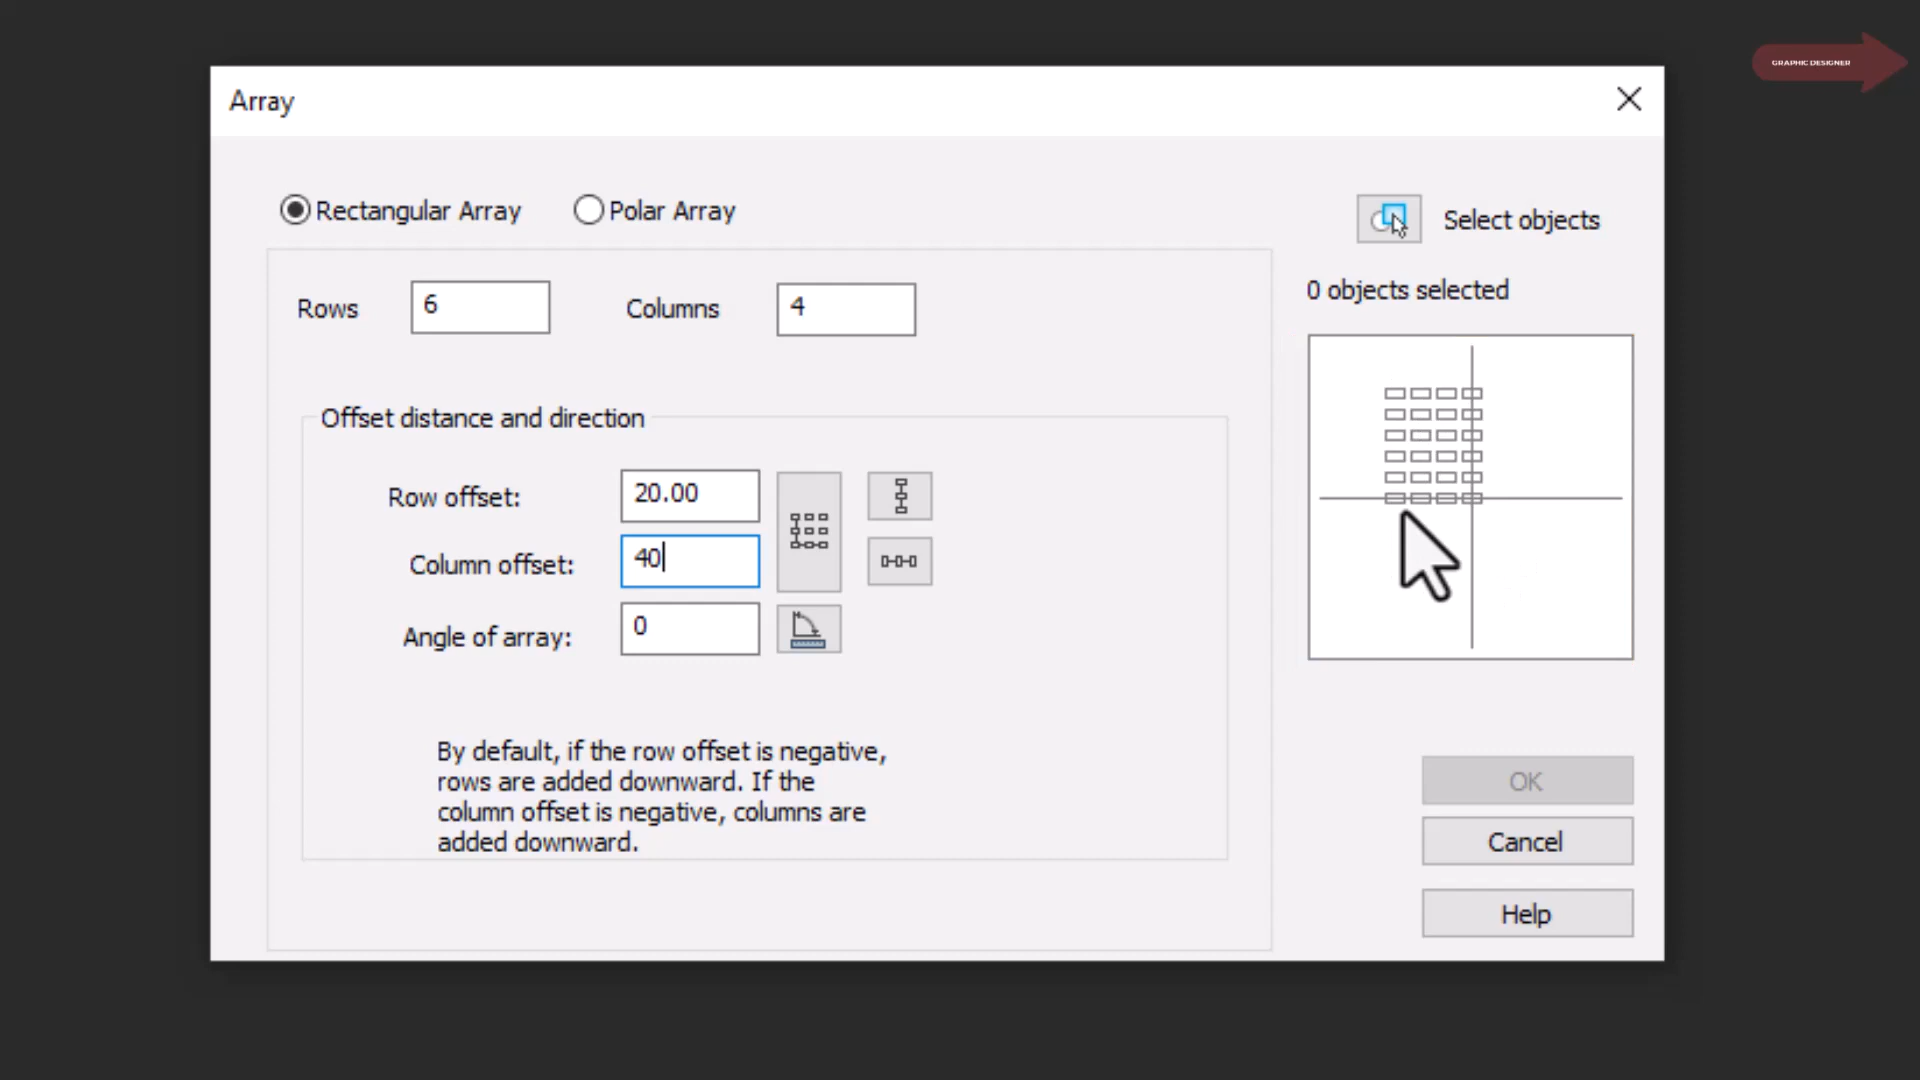 GRAPHIC DESIGNER
Array
Rectangular Array
Polar Array
Select objects
Rows
6
Columns
4
0 objects selected
Offset distance and direction
Row offset:
20.00
Column offset:
40
Angle of array:
0
By default, if the row offset is negative,
rows are added downward. If the
column offset is negative, columns are
added downward.
OK
Cancel
Help